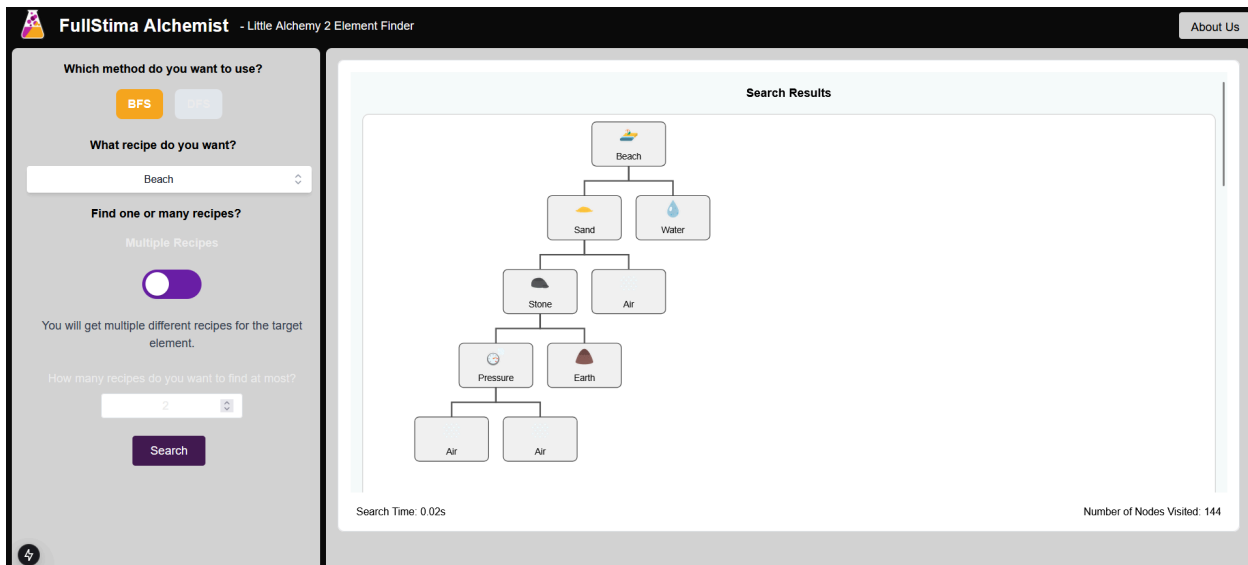 FullStima Alchemist - Little Alchemy 2 Element Finder
About Us
Which method do you want to use?
BFS
DFS
What recipe do you want?
Beach
Find one or many recipes?
Multiple Recipes
You will get multiple different recipes for the target
element.
How many recipes do you want to find at most?
2
Search
Search Results
Beach
Sand
Water
Stone
Air
Pressure
Earth
Air
Air
Search Time: 0.02s
Number of Nodes Visited: 144